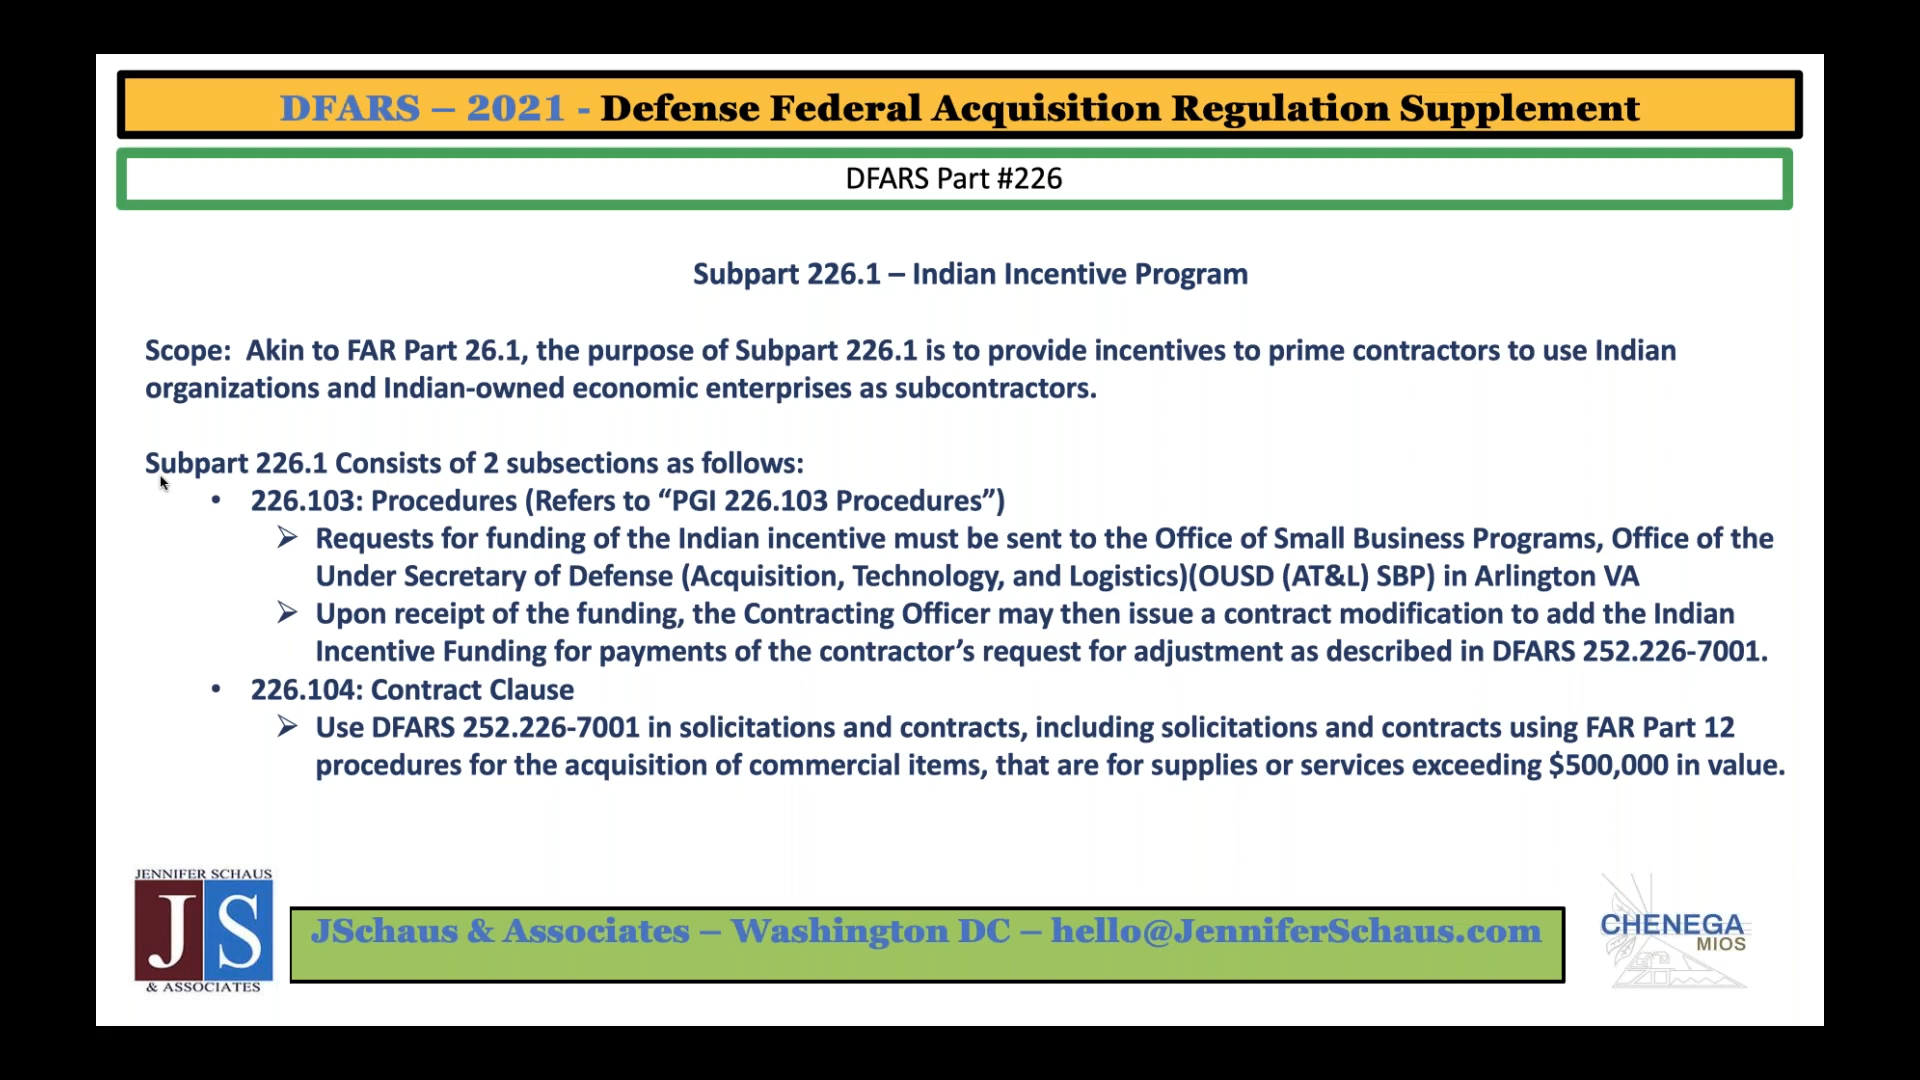 DFARS – 2021 - Defense Federal Acquisition Regulation Supplement
DFARS Part #226
Subpart 226.1 – Indian Incentive Program
Scope:  Akin to FAR Part 26.1, the purpose of Subpart 226.1 is to provide incentives to prime contractors to use Indian
organizations and Indian-owned economic enterprises as subcontractors.
Subpart 226.1 Consists of 2 subsections as follows:
• 226.103: Procedures (Refers to “PGI 226.103 Procedures”)
➢ Requests for funding of the Indian incentive must be sent to the Office of Small Business Programs, Office of the
Under Secretary of Defense (Acquisition, Technology, and Logistics)(OUSD (AT&L) SBP) in Arlington VA
➢ Upon receipt of the funding, the Contracting Officer may then issue a contract modification to add the Indian
Incentive Funding for payments of the contractor’s request for adjustment as described in DFARS 252.226-7001.
• 226.104: Contract Clause
➢ Use DFARS 252.226-7001 in solicitations and contracts, including solicitations and contracts using FAR Part 12
procedures for the acquisition of commercial items, that are for supplies or services exceeding $500,000 in value.
JENNIFER SCHAUS
JS
& ASSOCIATES
JSchaus & Associates – Washington DC – hello@JenniferSchaus.com
CHENEGA
MIOS